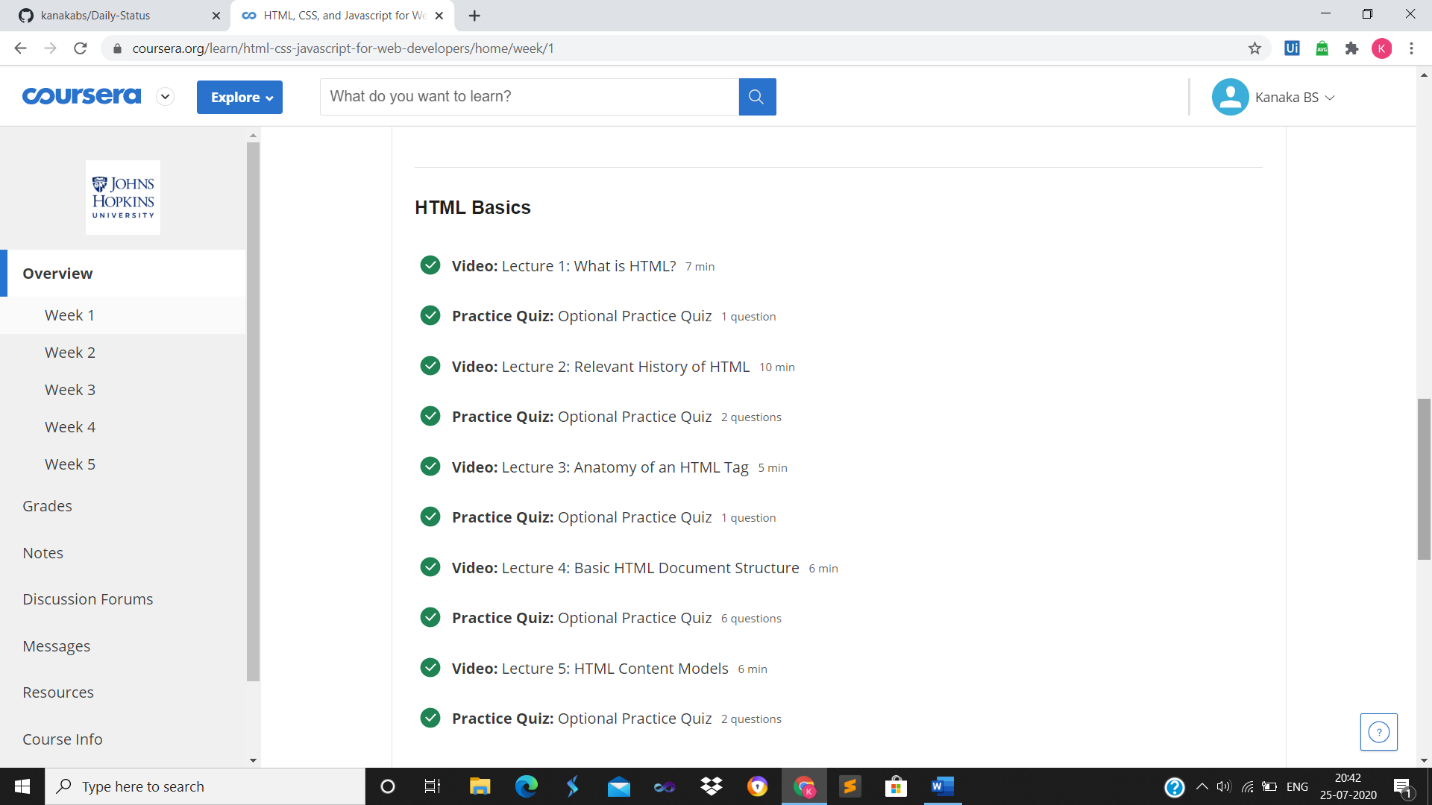 kanakabs/Daily-Status
HTML, CSS, and Javascript for We
coursera.org/learn/html-css-javascript-for-web-developers/home/week/1
Ui
AVG
K
coursera
Explore
What do you want to learn?
Kanaka BS
JOHNS
HOPKINS
UNIVERSITY
Overview
Week 1
Week 2
Week 3
Week 4
Week 5
Grades
Notes
Discussion Forums
Messages
Resources
Course Info
HTML Basics
Video: Lecture 1: What is HTML? 7 min
Practice Quiz: Optional Practice Quiz 1 question
Video: Lecture 2: Relevant History of HTML 10 min
Practice Quiz: Optional Practice Quiz 2 questions
Video: Lecture 3: Anatomy of an HTML Tag 5 min
Practice Quiz: Optional Practice Quiz 1 question
Video: Lecture 4: Basic HTML Document Structure 6 min
Practice Quiz: Optional Practice Quiz 6 questions
Video: Lecture 5: HTML Content Models 6 min
Practice Quiz: Optional Practice Quiz 2 questions
?
Type here to search
K
S
W
?
ENG
20:42
25-07-2020
1